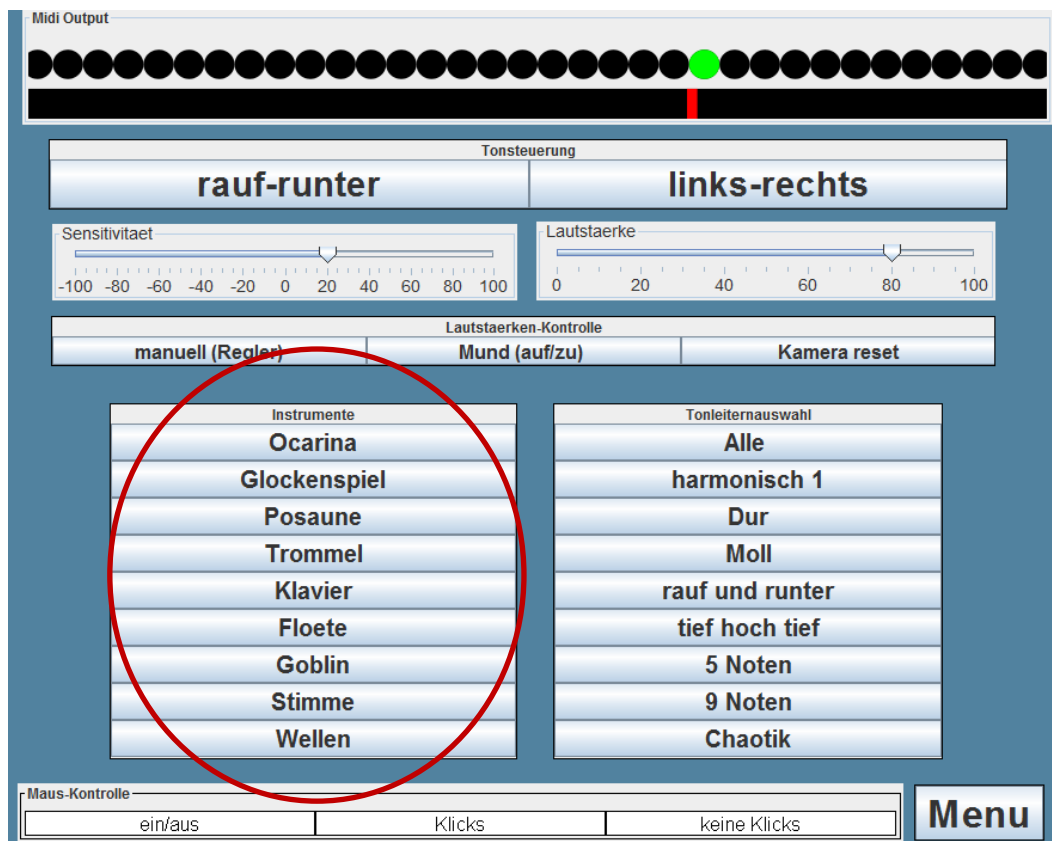 Midi Output
Tonsteuerung
rauf-runter links-rechts
Sensitivitaet
-100 -80 -60 -40 -20 0 20 40 60 80 100
Lautstaerke
0 20 40 60 80 100
Lautstaerken-Kontrolle
manuell (Regler) Mund (auf/zu) Kamera reset
Instrumente
Ocarina
Glockenspiel
Posaune
Trommel
Klavier
Floete
Goblin
Stimme
Wellen
Tonleiternauswahl
Alle
harmonisch 1
Dur
Moll
rauf und runter
tief hoch tief
5 Noten
9 Noten
Chaotik
Maus-Kontrolle
ein/aus Klicks keine Klicks
Menu